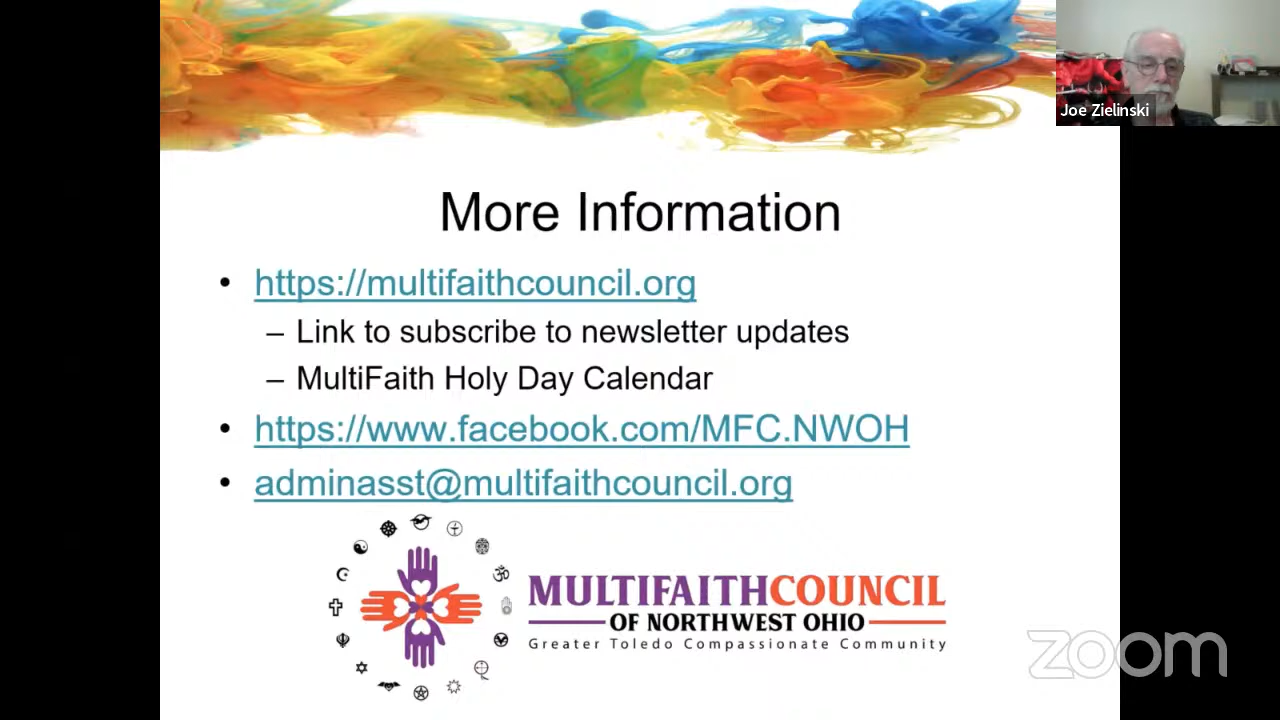 Joe Zielinski
More Information
• https://multifaithcouncil.org
– Link to subscribe to newsletter updates
– MultiFaith Holy Day Calendar
• https://www.facebook.com/MFC.NWOH
• adminasst@multifaithcouncil.org
MULTIFAITHCOUNCIL
OF NORTHWEST OHIO
Greater Toledo Compassionate Community
zoom